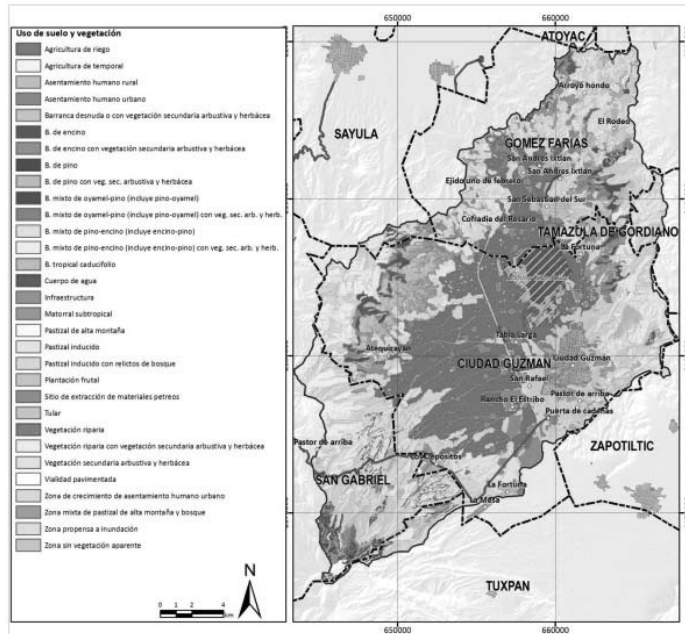 Uso de suelo y vegetación
Agricultura de riego
Agricultura de temporal
Asentamiento humano rural
Asentamiento humano urbano
Barranca desnuda o con vegetación secundaria arbustiva y herbácea
B. de encino
B. de encino con vegetación secundaria arbustiva y herbácea
B. de pino
B. de pino con veg. sec. arbustiva y herbácea
B. mixto de oyamel-pino (incluye pino-oyamel)
B. mixto de oyamel-pino (incluye pino-oyamel) con veg. sec. arb. y herb.
B. mixto de pino-encino (incluye encino-pino)
B. mixto de pino-encino (incluye encino-pino) con veg. sec. arb. y herb.
B. tropical caducifolio
Cuerpo de agua
Infraestructura
Matorral subtropical
Pastizal de alta montaña
Pastizal inducido
Pastizal inducido con relictos de bosque
Plantación frutal
Sitio de extracción de materiales petreos
Tular
Vegetación riparia
Vegetación riparia con vegetación secundaria arbustiva y herbácea
Vegetación secundaria arbustiva y herbácea
Vialidad pavimentada
Zona de crecimiento de asentamiento humano urbano
Zona mixta de pastizal de alta montaña y bosque
Zona propensa a inundación
Zona sin vegetación aparente
N
0 1 2 4
km
650000 660000
ATOYAC
Arroyo hondo
El Rodeo
SAYULA
GOMEZ FARIAS
San Andres Ixtlán
San Andres Ixtlán
Ejido uno de febrero
San Sebastian del Sur
Cofradia del Rosario
TAMAZOLA DE GORDIANO
La Fortuna
Tabla Larga
Atequizayan
CIUDAD GUZMAN
Ciudad Guzmán
San Rafael
Rancho El Estribo
Pastor de arriba
Puerta de cadenas
Pastor de arriba
ZAPOTILTIC
Los Depositos
SAN GABRIEL
La Fortuna
La Mesa
TUXPAN
650000 660000